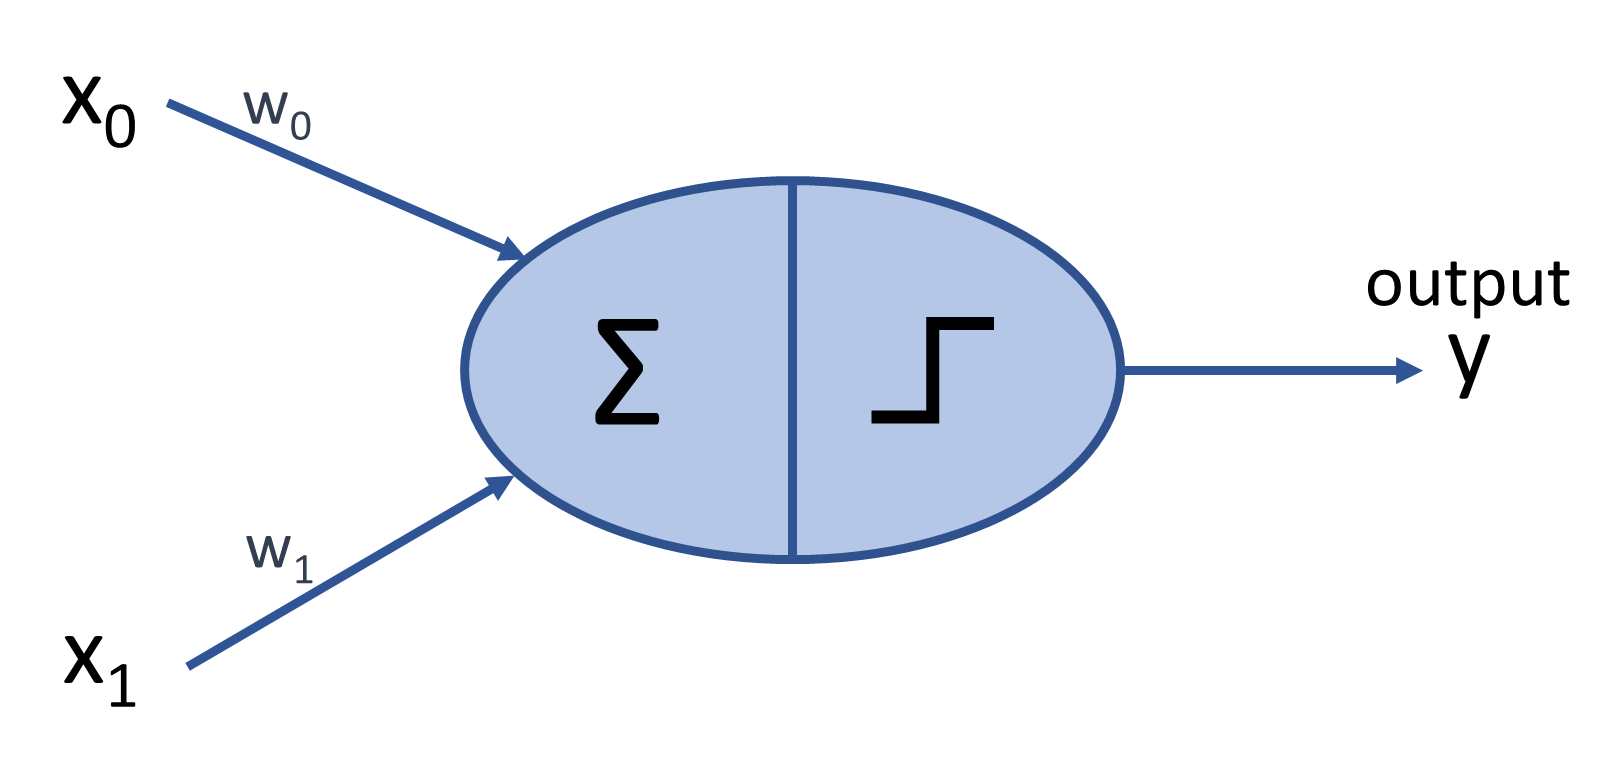 x₀
w₀
Σ
output
y
w₁
x₁